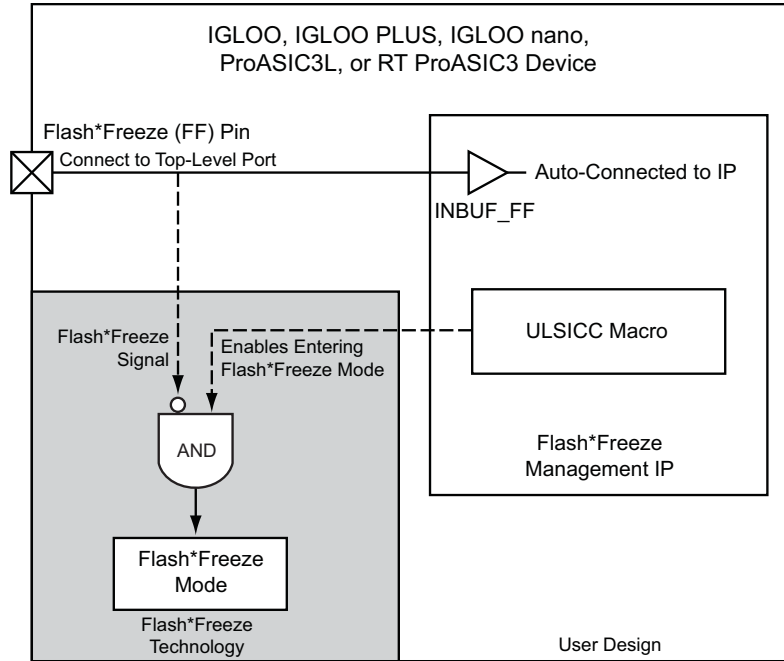 IGLOO, IGLOO PLUS, IGLOO nano,
ProASIC3L, or RT ProASIC3 Device
Flash*Freeze (FF) Pin
Connect to Top-Level Port
Auto-Connected to IP
INBUF_FF
ULSICC Macro
Flash*Freeze
Signal
Enables Entering
Flash*Freeze Mode
AND
Flash*Freeze
Management IP
Flash*Freeze
Mode
Flash*Freeze
Technology
User Design